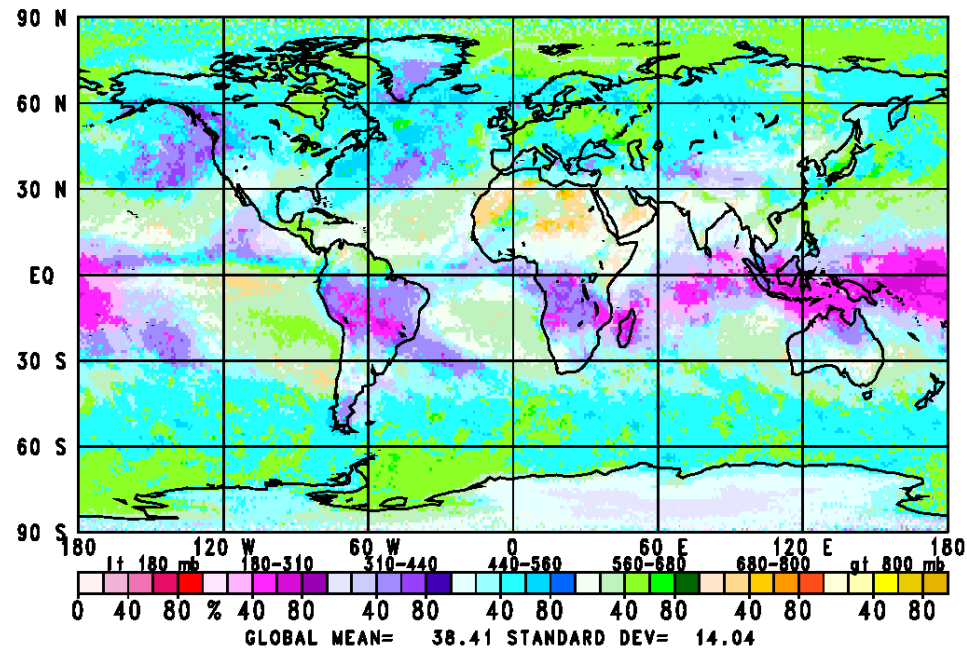 90 N
60 N
30 N
EQ
30 S
60 S
90 S
180 120 W 60 W 0 60 E 120 E 180
lt 180 mb 180-310 310-440 440-560 560-680 680-800 gt 800 mb
0 40 80 % 40 80 40 80 40 80 40 80 40 80 40 80
GLOBAL MEAN= 38.41 STANDARD DEV= 14.04